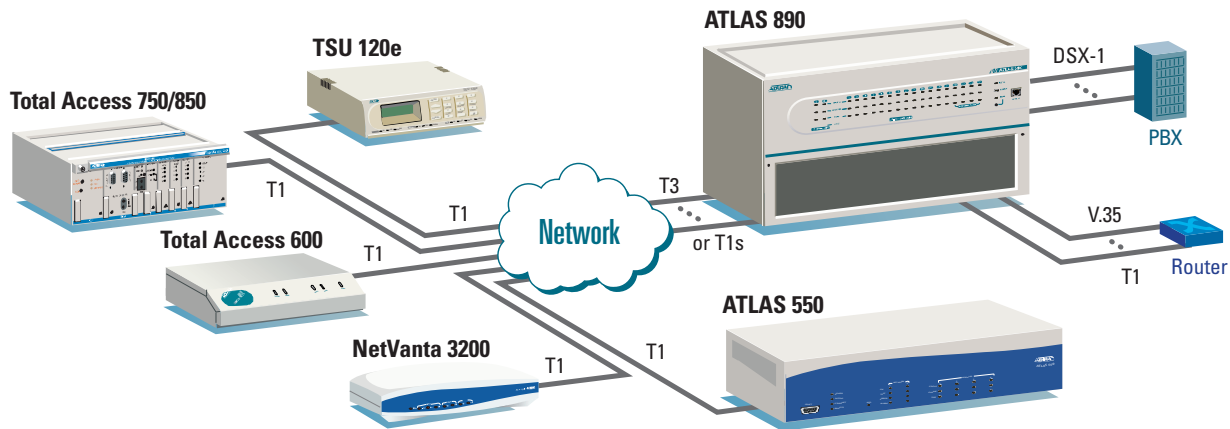 ATLAS 890
TSU 120e
DSX-1
Total Access 750/850
PBX
T1
T3
T1
Network
V.35
or T1s
Total Access 600
T1
Router
T1
ATLAS 550
NetVanta 3200
T1
T1